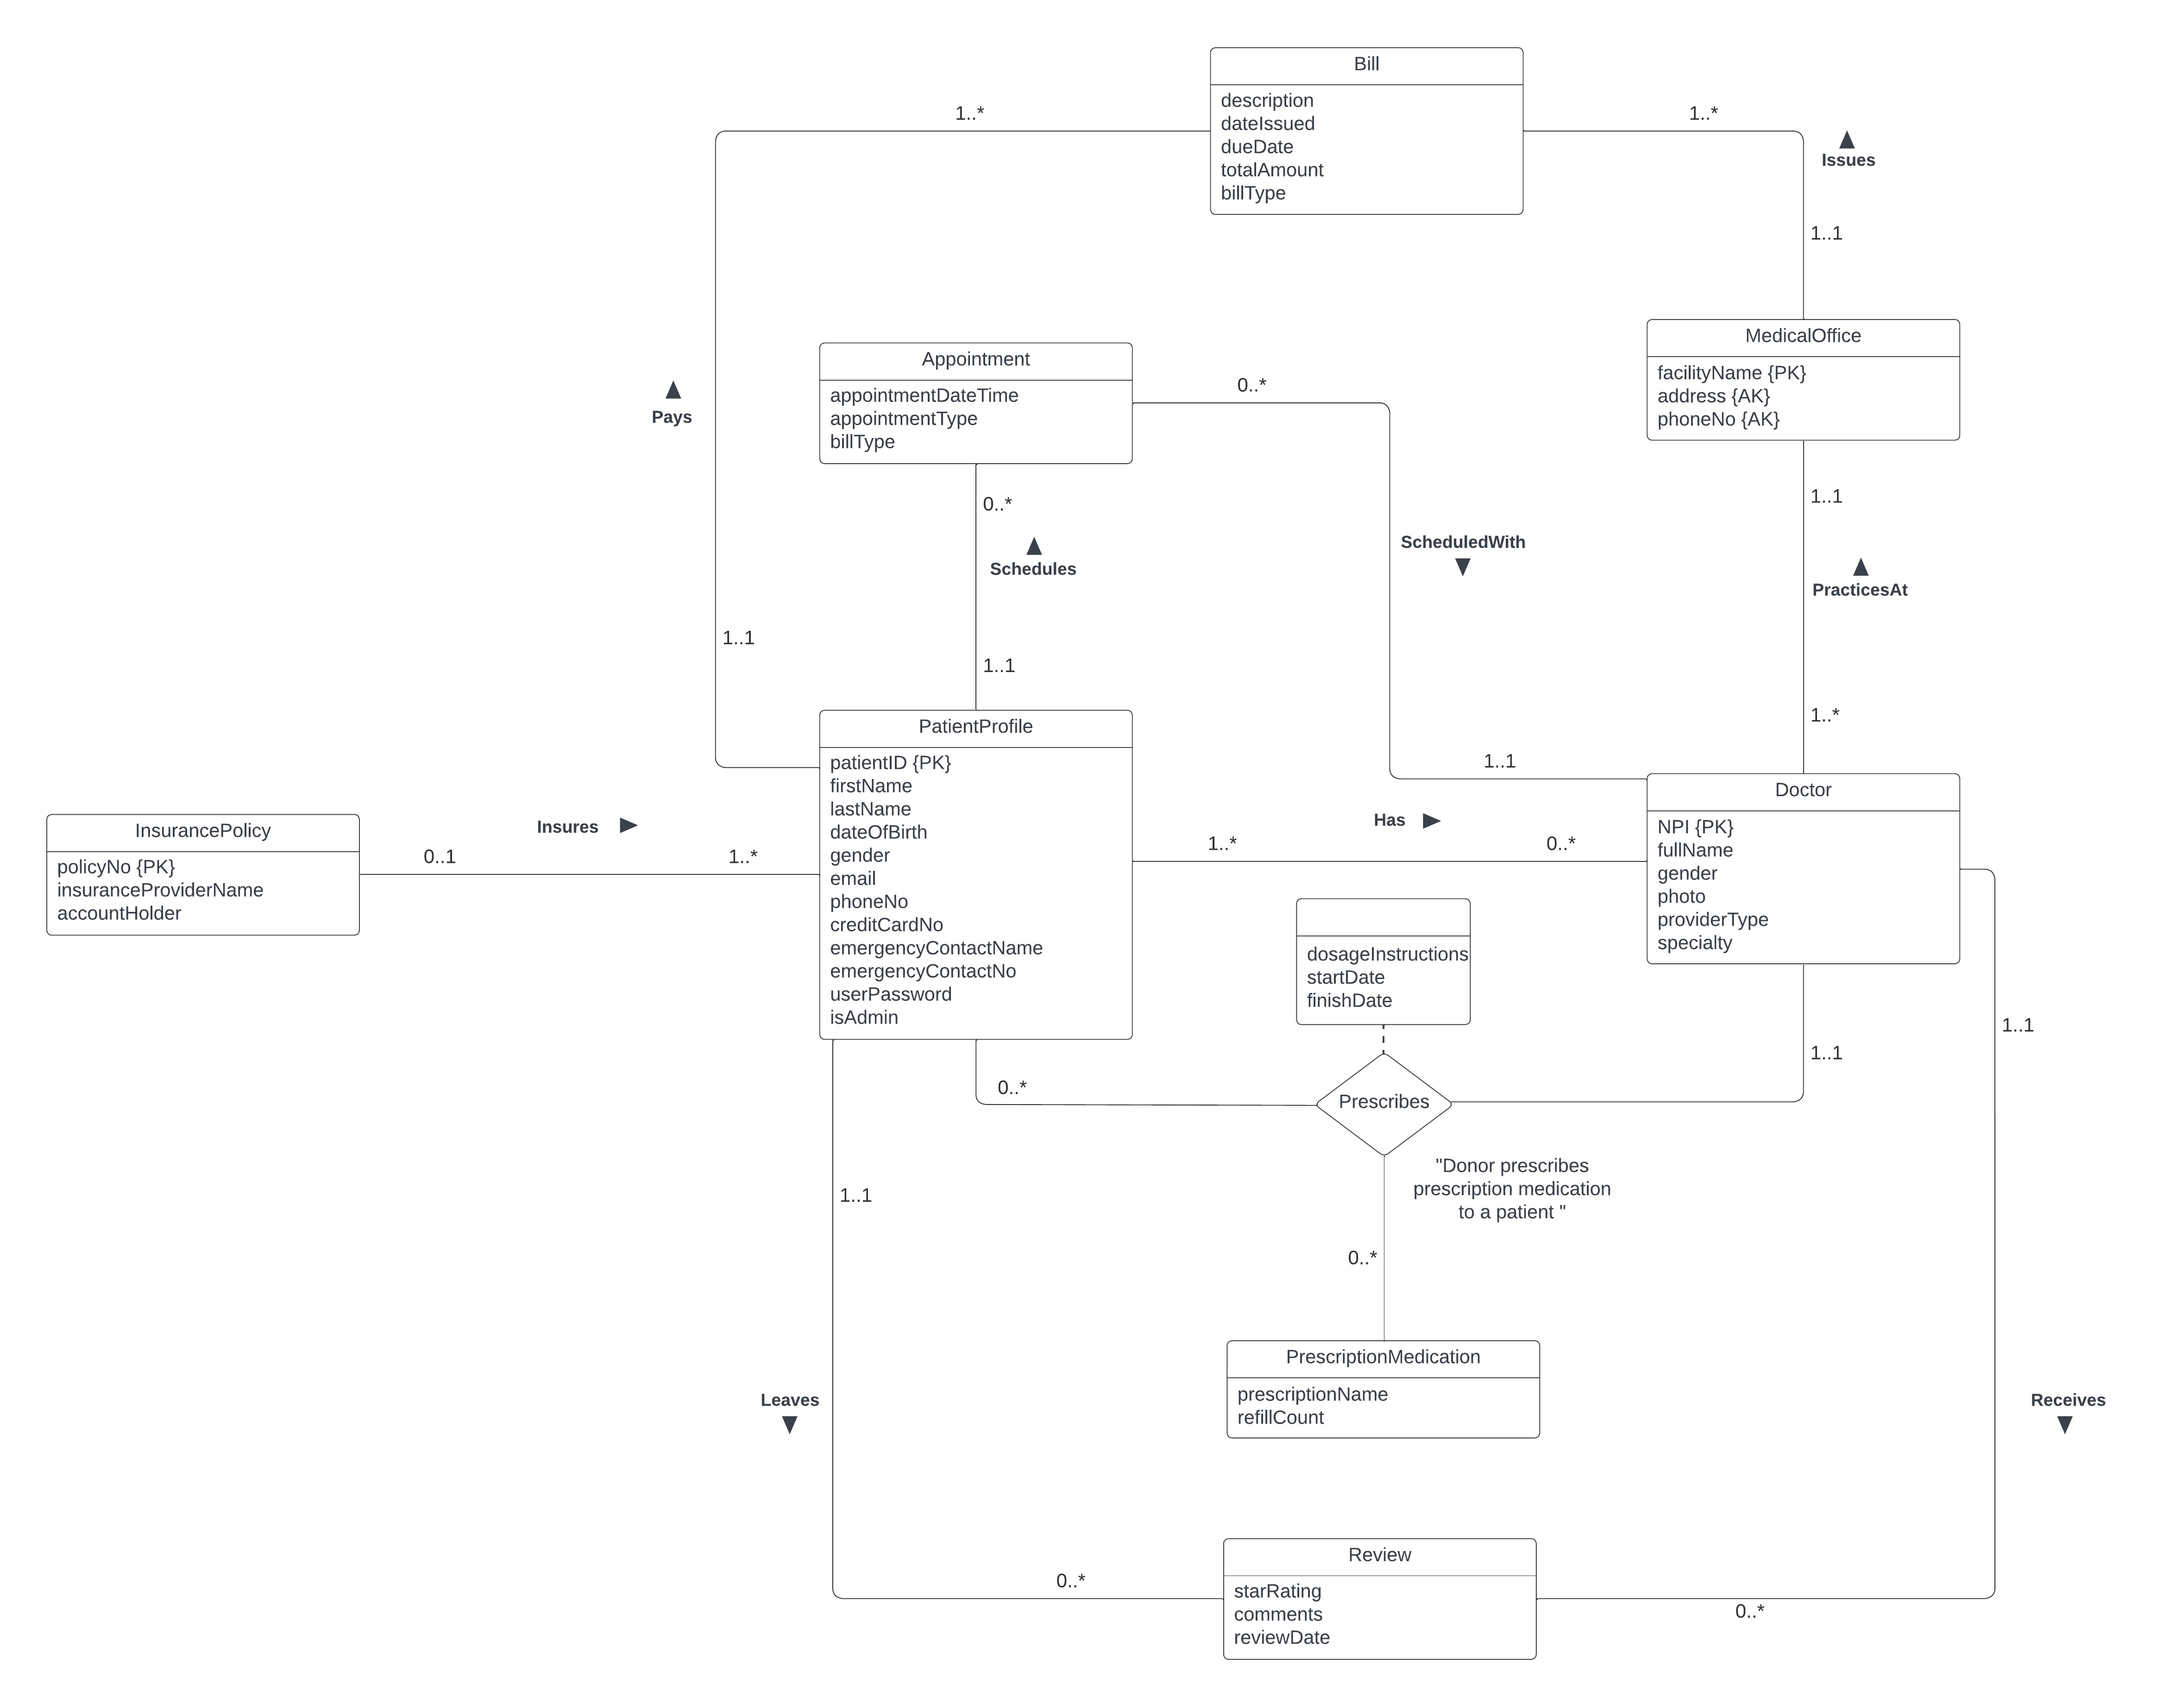 Bill
description
dateIssued
dueDate
totalAmount
billType
1..*
1..*
Issues
1..1
MedicalOffice
facilityName {PK}
address {AK}
phoneNo {AK}
Appointment
appointmentDateTime
appointmentType
billType
0..*
Pays
0..*
Schedules
ScheduledWith
1..1
PracticesAt
1..1
1..1
1..*
1..1
PatientProfile
patientID {PK}
firstName
lastName
dateOfBirth
gender
email
phoneNo
creditCardNo
emergencyContactName
emergencyContactNo
userPassword
isAdmin
InsurancePolicy
policyNo {PK}
insuranceProviderName
accountHolder
Insures
0..1
1..*
Has
1..*
0..*
Doctor
NPI {PK}
fullName
gender
photo
providerType
specialty
dosageInstructions
startDate
finishDate
1..1
1..1
0..*
Prescribes
"Donor prescribes
prescription medication
to a patient "
1..1
0..*
PrescriptionMedication
prescriptionName
refillCount
Leaves
Receives
Review
starRating
comments
reviewDate
0..*
0..*